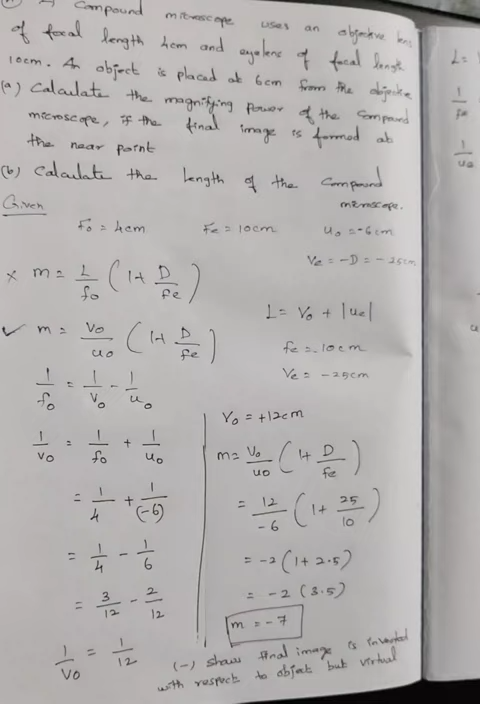 A Compound microscope uses an objective lens
of focal length 4cm and eyelens of focal length
10cm. An object is placed at 6cm from the objective
(a) Calculate the magnifying power of the compound
microscope, if the final image is formed at
the near point
(b) Calculate the length of the compound
microscope.
Given
Fo = 4cm Fe = 10cm uo = -6cm
Ve = -D = -25cm
× m = L/fo (1+ D/fe)
✓ m = vo/uo (1+ D/fe)
1/fo = 1/vo - 1/uo
1/vo = 1/fo + 1/uo
= 1/4 + 1/(-6)
= 1/4 - 1/6
= 3/12 - 2/12
1/vo = 1/12
L = Vo + |ue|
fe = 10cm
Ve = -25cm
Vo = +12cm
m = Vo/uo (1+ D/fe)
= 12/-6 (1+ 25/10)
= -2(1+2.5)
= -2(3.5)
m = -7
(-) shows final image is inverted
with respect to object but virtual
L =
1/fe
1/ue